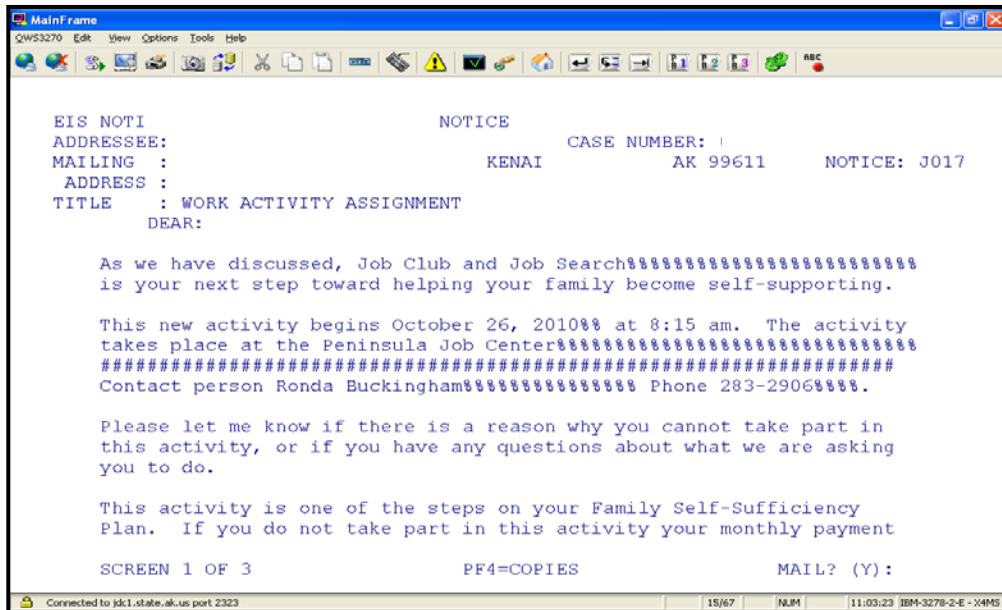 MainFrame
QWS3270 Edit View Options Tools Help
ABC
EIS NOTI NOTICE
ADDRESSEE: CASE NUMBER:
MAILING : KENAI AK 99611 NOTICE: J017
ADDRESS :
TITLE : WORK ACTIVITY ASSIGNMENT
DEAR:
As we have discussed, Job Club and Job Search%%%%%%%%%%%%%%%%%%%%%%%%%
is your next step toward helping your family become self-supporting.
This new activity begins October 26, 2010%% at 8:15 am. The activity
takes place at the Peninsula Job Center%%%%%%%%%%%%%%%%%%%%%%%%%%%%%%%
####################################################################
Contact person Ronda Buckingham%%%%%%%%%%%%%%% Phone 283-2906%%%%.
Please let me know if there is a reason why you cannot take part in
this activity, or if you have any questions about what we are asking
you to do.
This activity is one of the steps on your Family Self-Sufficiency
Plan. If you do not take part in this activity your monthly payment
SCREEN 1 OF 3 PF4=COPIES MAIL? (Y):
Connected to jdc1.state.ak.us port 2323 15/67 NUM 11:03:23 IBM-3278-2-E - X4M5